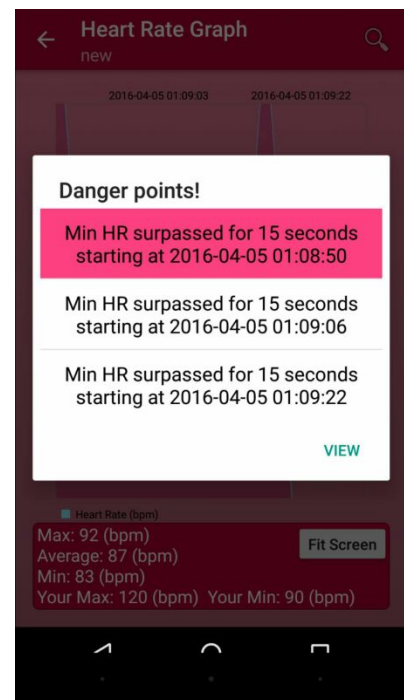 Heart Rate Graph
new
2016-04-05 01:09:03 2016-04-05 01:09:22
Danger points!
Min HR surpassed for 15 seconds
starting at 2016-04-05 01:08:50
Min HR surpassed for 15 seconds
starting at 2016-04-05 01:09:06
Min HR surpassed for 15 seconds
starting at 2016-04-05 01:09:22
VIEW
Heart Rate (bpm)
Max: 92 (bpm)
Fit Screen
Average: 87 (bpm)
Min: 83 (bpm)
Your Max: 120 (bpm) Your Min: 90 (bpm)